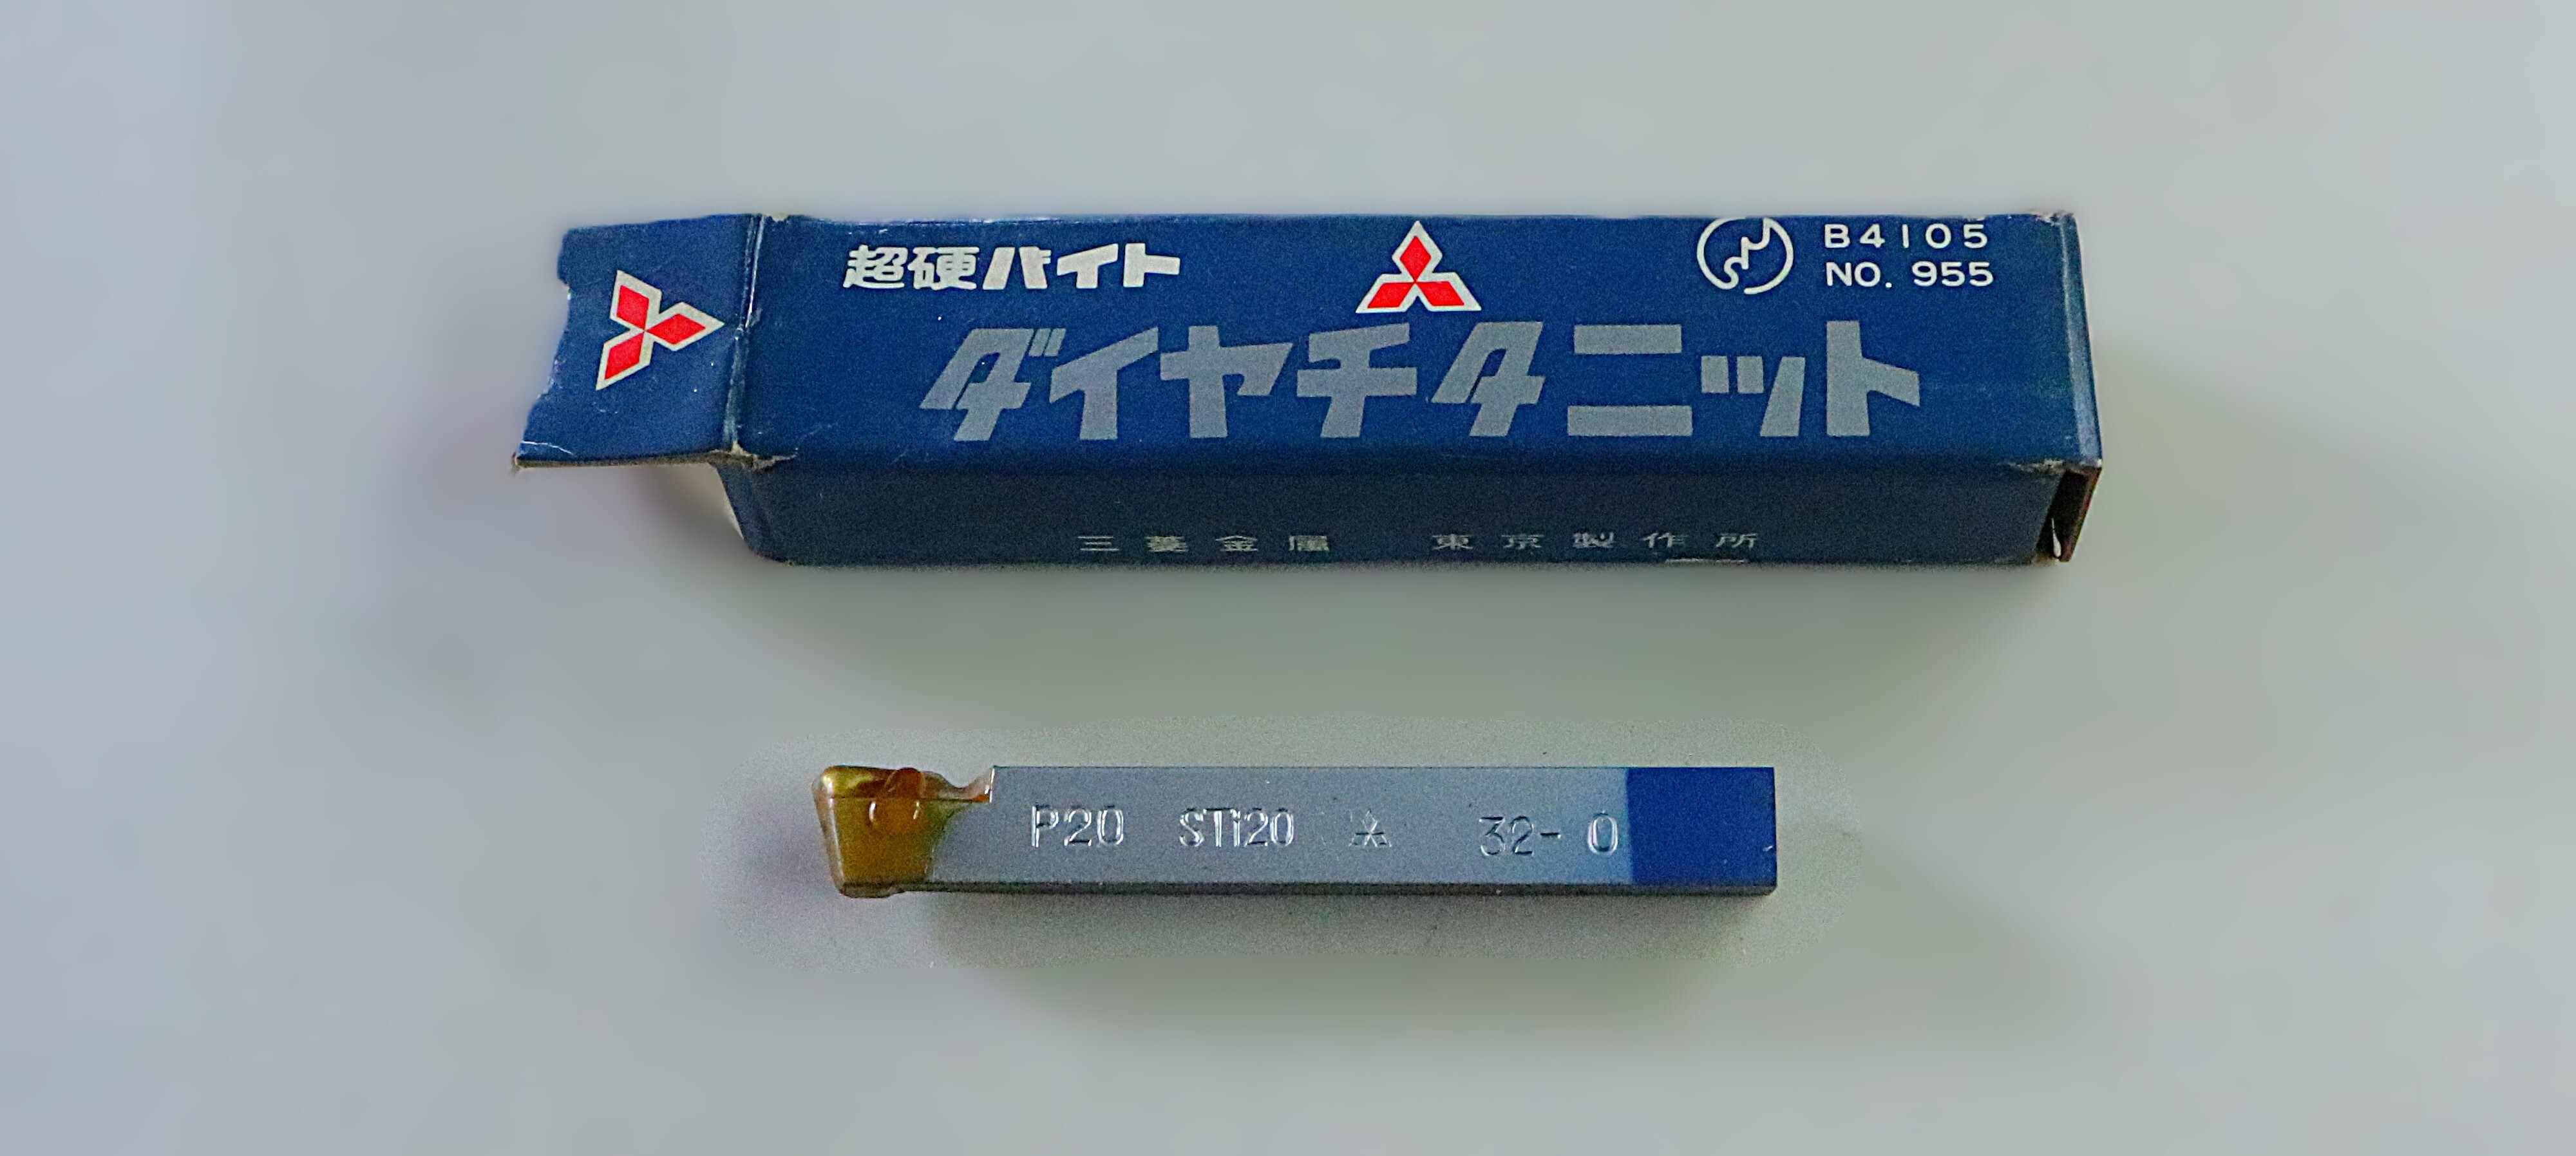 超硬バイト
B4105
NO. 955
ダイヤチタニット
三菱金属 東京製作所
P20 STi20 32-0